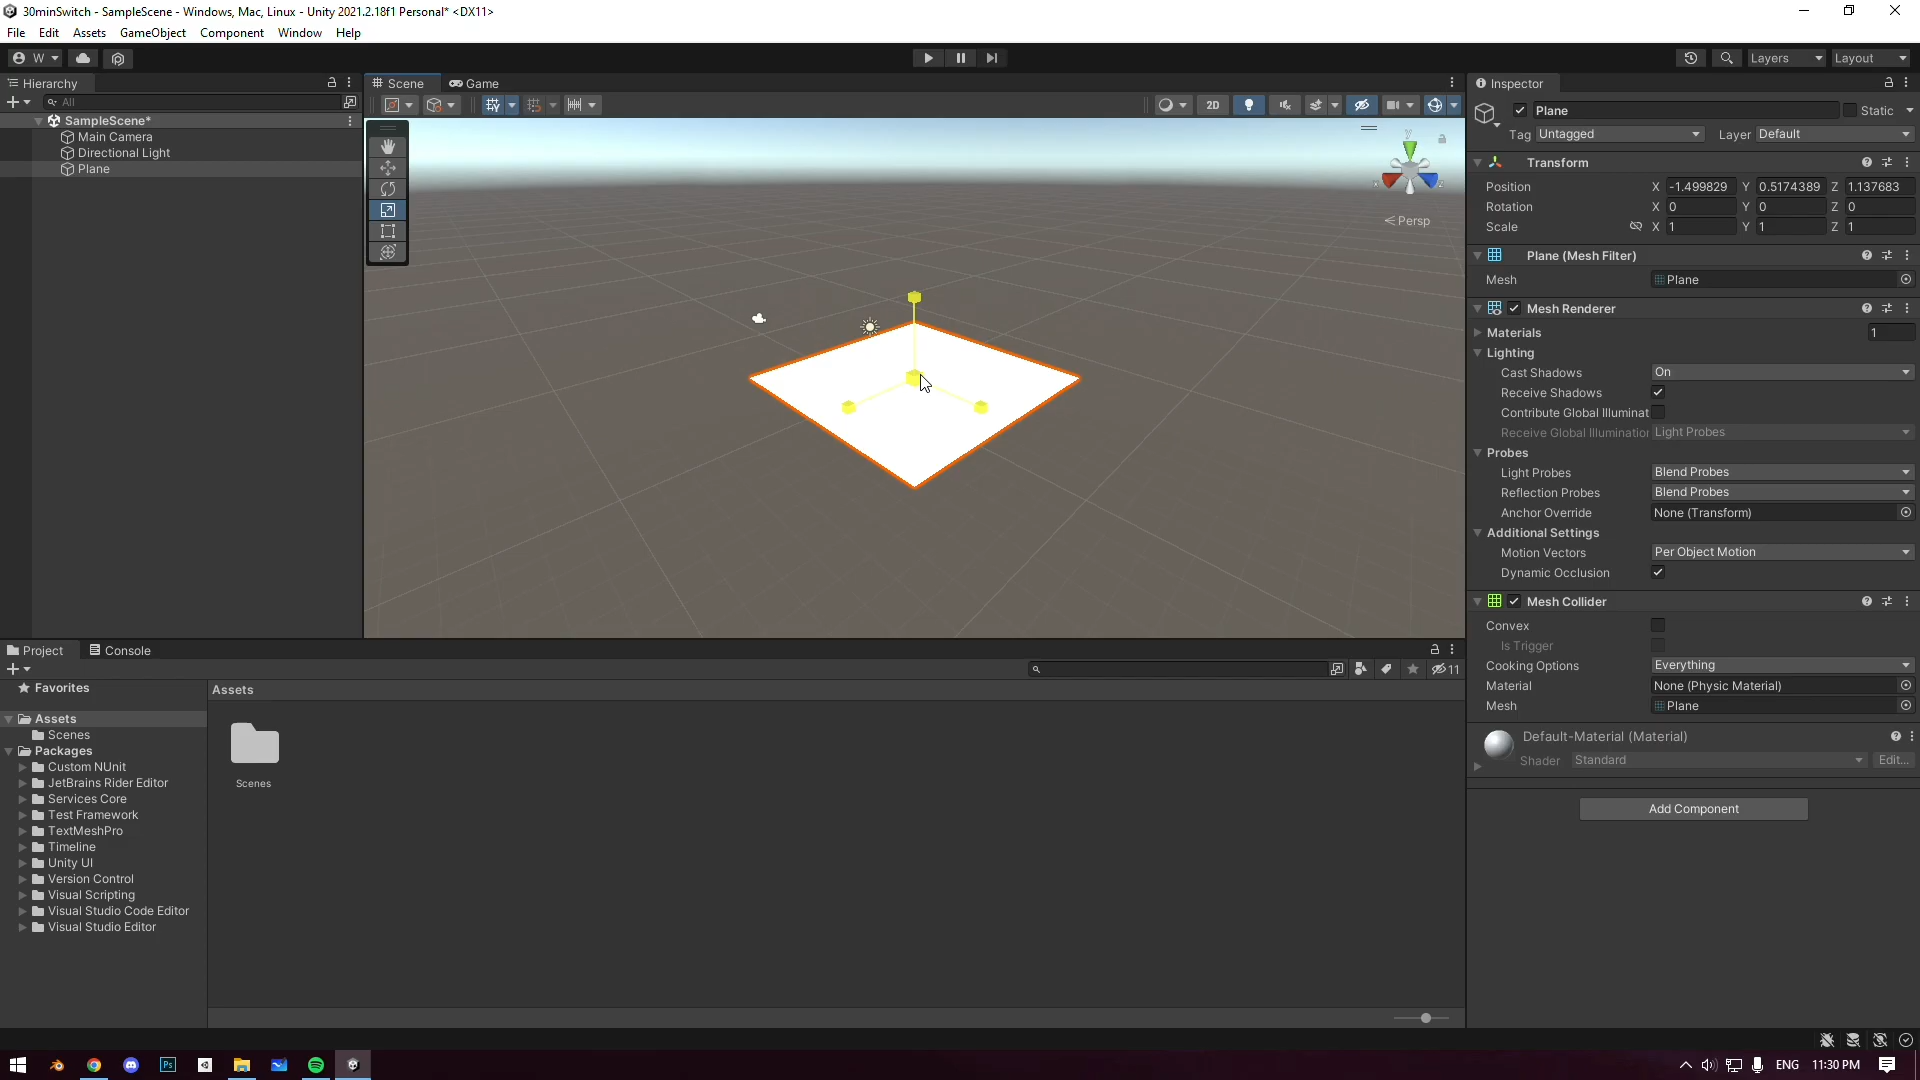 30minSwitch - SampleScene - Windows, Mac, Linux - Unity 2021.2.18f1 Personal* <DX11>
File Edit Assets GameObject Component Window Help
W Layers Layout
Hierarchy
All
SampleScene*
Main Camera
Directional Light
Plane
Scene Game
2D
y
Persp
Inspector
Plane Static
Tag Untagged Layer Default
Transform
Position X -1.499829 Y 0.5174389 Z 1.137683
Rotation X 0 Y 0 Z 0
Scale X 1 Y 1 Z 1
Plane (Mesh Filter)
Mesh Plane
Mesh Renderer
Materials 1
Lighting
Cast Shadows On
Receive Shadows
Contribute Global Illuminat
Receive Global Illumination Light Probes
Probes
Light Probes Blend Probes
Reflection Probes Blend Probes
Anchor Override None (Transform)
Additional Settings
Motion Vectors Per Object Motion
Dynamic Occlusion
Mesh Collider
Convex
Is Trigger
Cooking Options Everything
Material None (Physic Material)
Mesh Plane
Default-Material (Material)
Shader Standard Edit...
Add Component
Project Console
11
Favorites
Assets
Scenes
Packages
Custom NUnit
JetBrains Rider Editor
Services Core
Test Framework
TextMeshPro
Timeline
Unity UI
Version Control
Visual Scripting
Visual Studio Code Editor
Visual Studio Editor
Assets
Scenes
Ps
ENG 11:30 PM